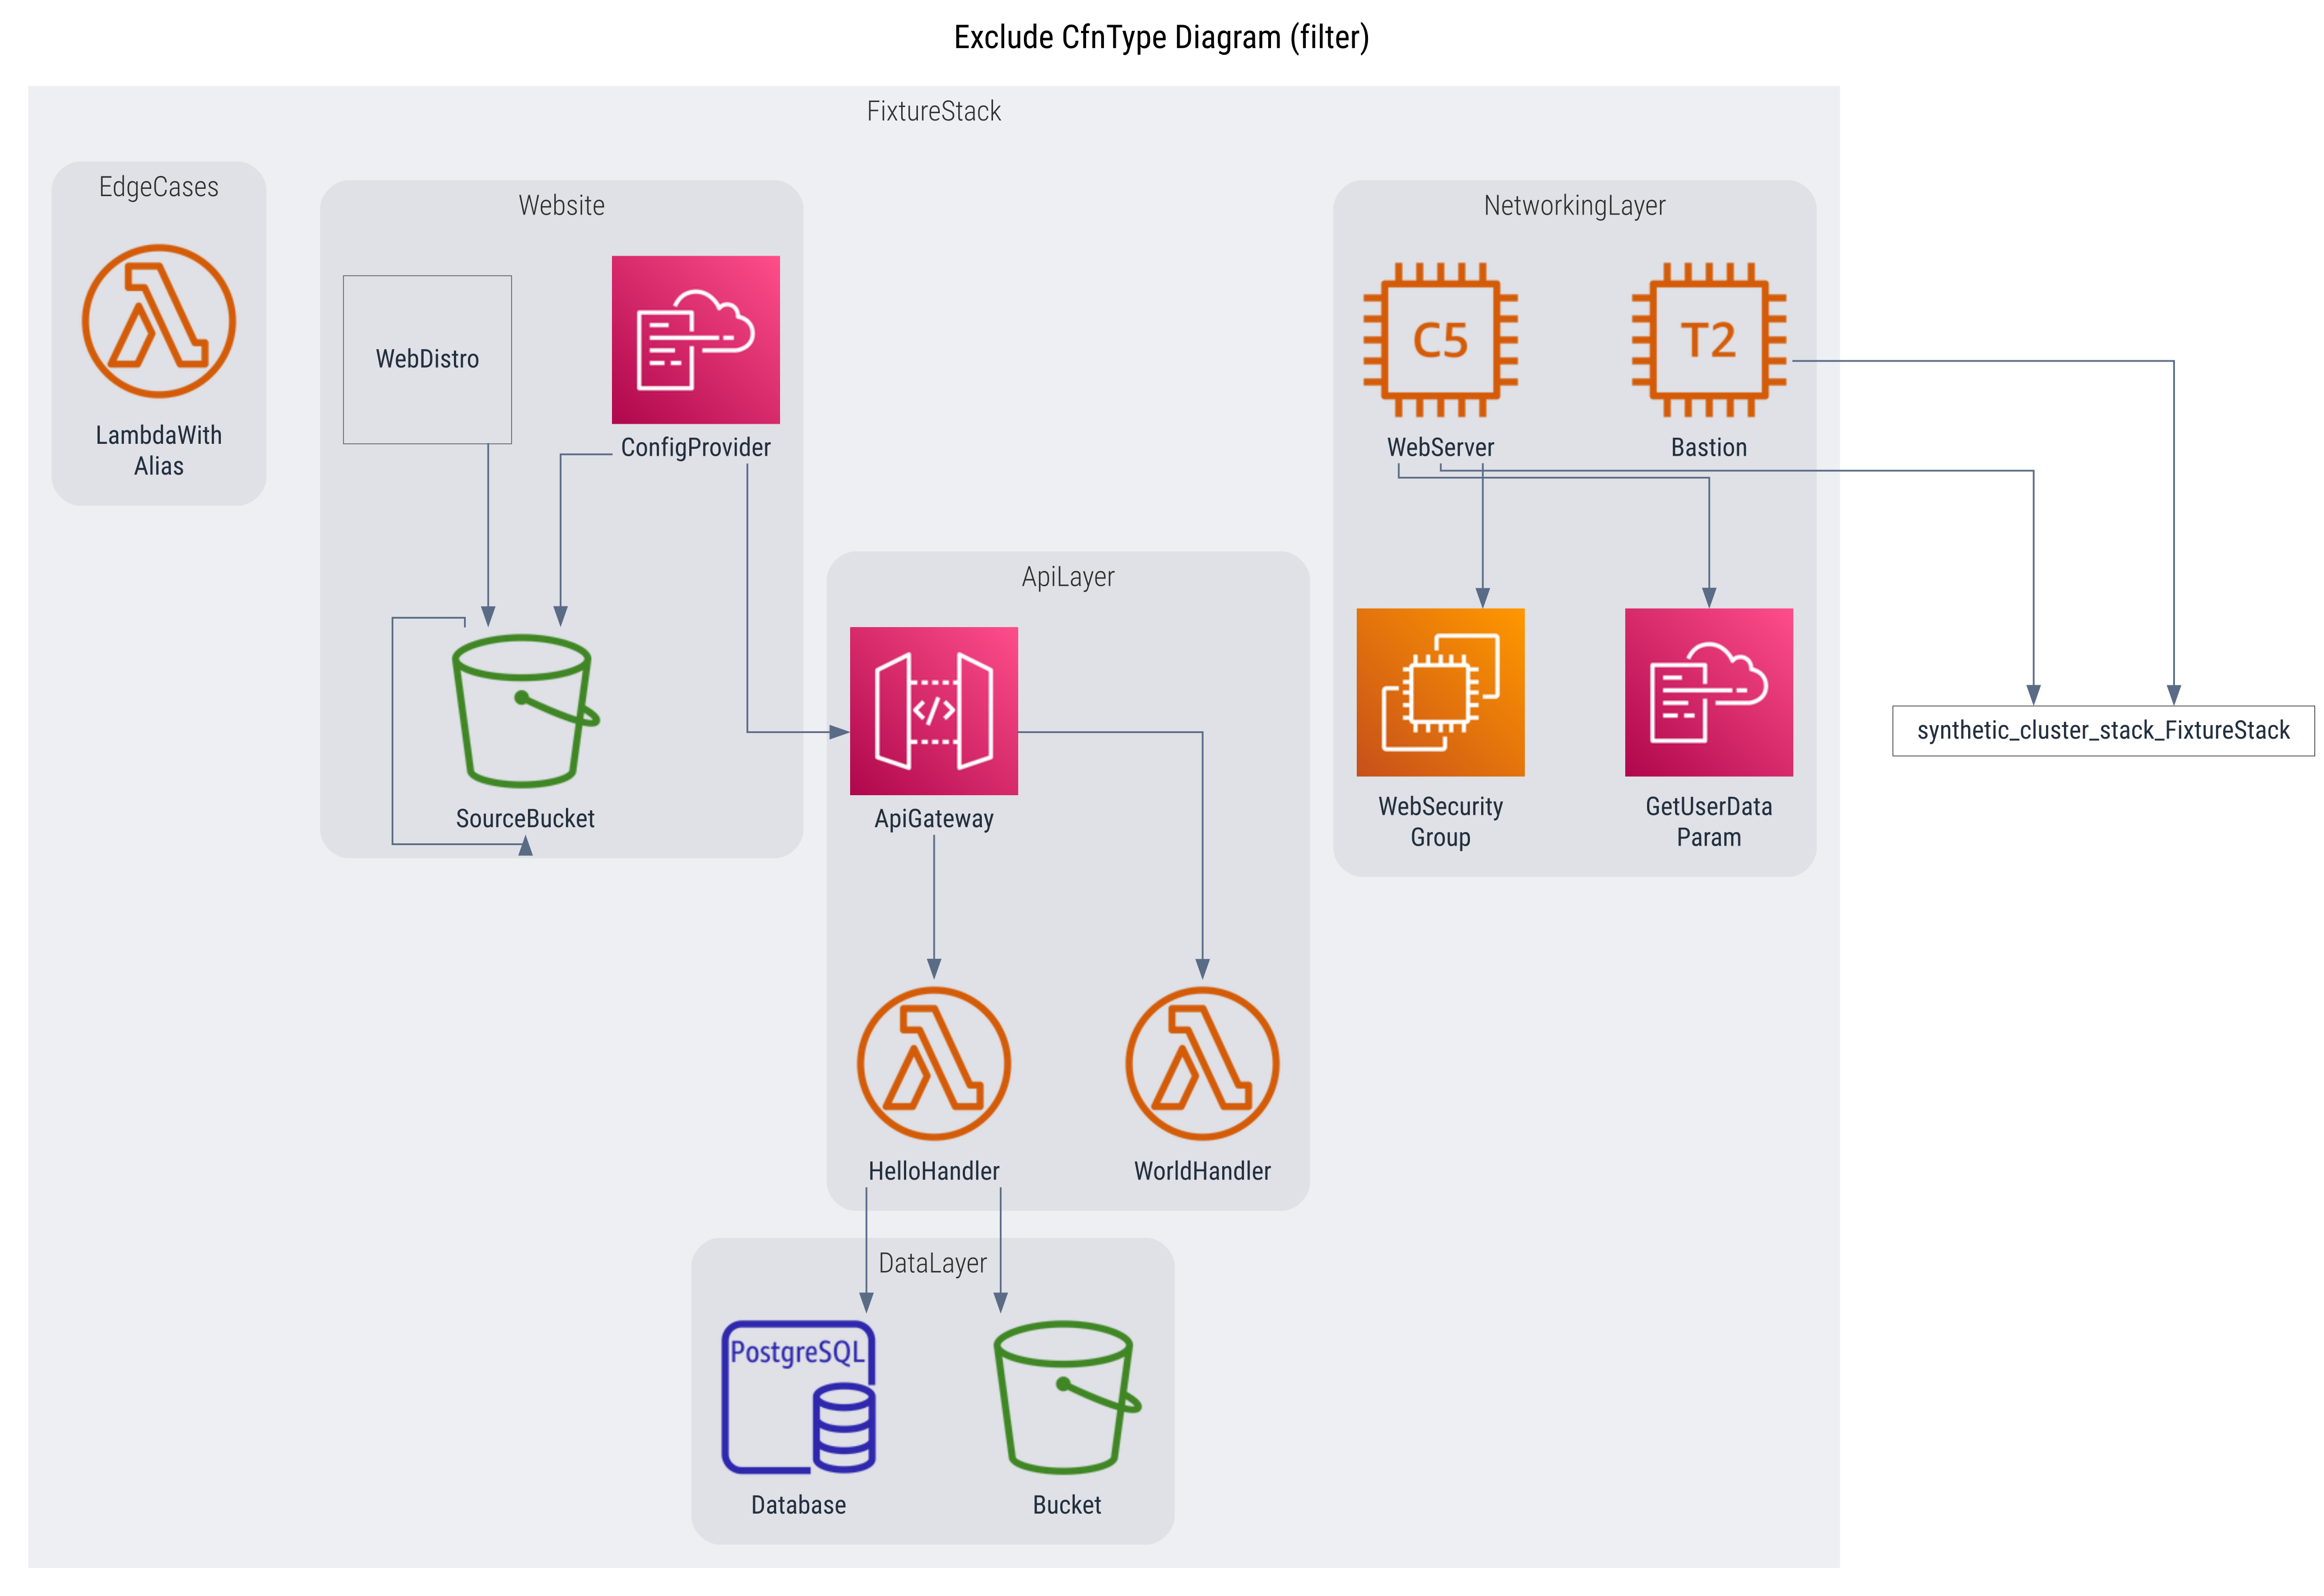 Exclude CfnType Diagram (filter)
FixtureStack
EdgeCases
LambdaWith
Alias
Website
WebDistro
ConfigProvider
SourceBucket
ApiLayer
ApiGateway
</>
HelloHandler
WorldHandler
DataLayer
PostgreSQL
Database
Bucket
NetworkingLayer
C5
WebServer
T2
Bastion
WebSecurity
Group
GetUserData
Param
synthetic_cluster_stack_FixtureStack